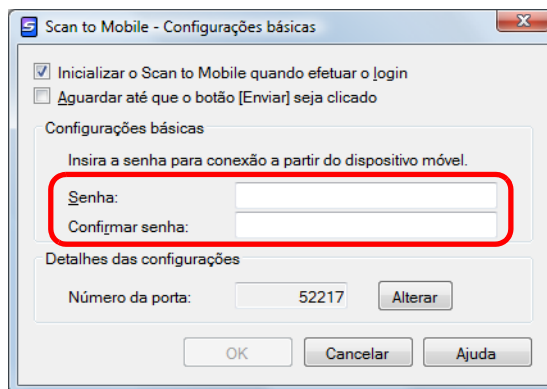 Scan to Mobile - Configurações básicas
Inicializar o Scan to Mobile quando efetuar o login
Aguardar até que o botão [Enviar] seja clicado
Configurações básicas
Insira a senha para conexão a partir do dispositivo móvel.
Senha:
Confirmar senha:
Detalhes das configurações
Número da porta: 52217 Alterar
OK Cancelar Ajuda